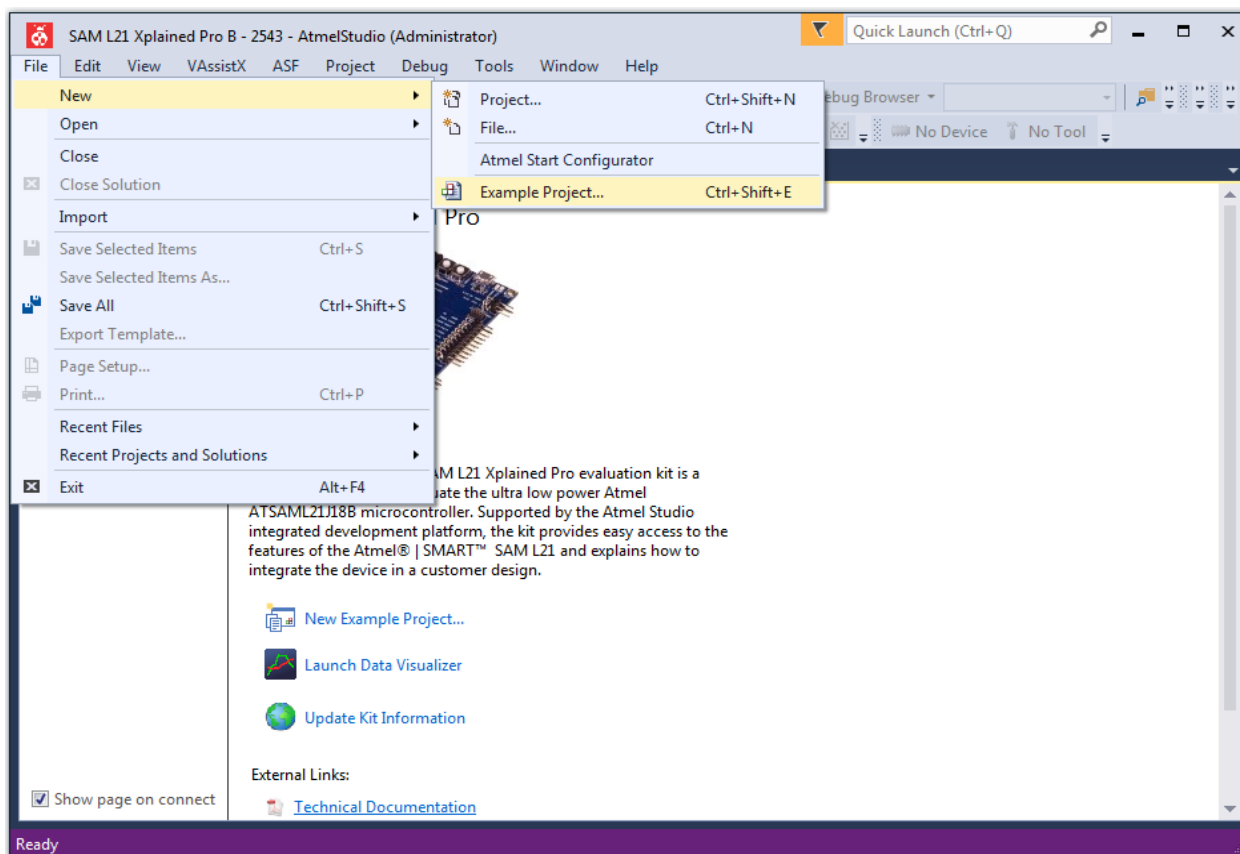 SAM L21 Xplained Pro B - 2543 - AtmelStudio (Administrator)
Quick Launch (Ctrl+Q)
File Edit View VAssistX ASF Project Debug Tools Window Help
New
Project... Ctrl+Shift+N
File... Ctrl+N
Atmel Start Configurator
Example Project... Ctrl+Shift+E
ebug Browser
No Device No Tool
Open
Close
Close Solution
Import
Save Selected Items Ctrl+S
Save Selected Items As...
Save All Ctrl+Shift+S
Export Template...
Page Setup...
Print... Ctrl+P
Recent Files
Recent Projects and Solutions
Exit Alt+F4
Pro
AM L21 Xplained Pro evaluation kit is a
uate the ultra low power Atmel
ATSAML21J18B microcontroller. Supported by the Atmel Studio
integrated development platform, the kit provides easy access to the
features of the Atmel® | SMART™ SAM L21 and explains how to
integrate the device in a customer design.
New Example Project...
Launch Data Visualizer
Update Kit Information
External Links:
Technical Documentation
Show page on connect
Ready